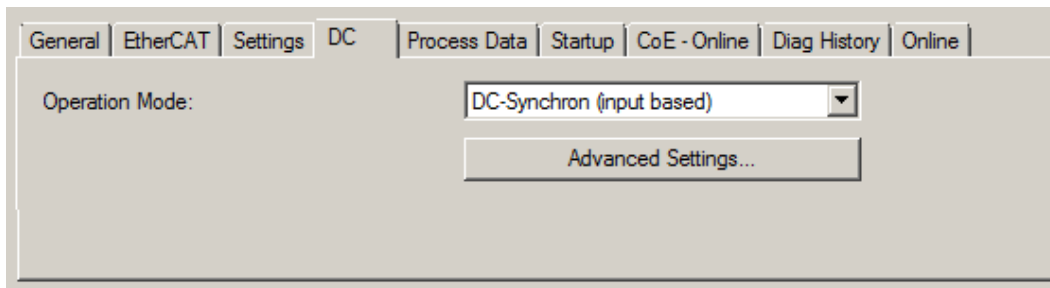 General EtherCAT Settings DC Process Data Startup CoE - Online Diag History Online
Operation Mode: DC-Synchron (input based)
Advanced Settings...